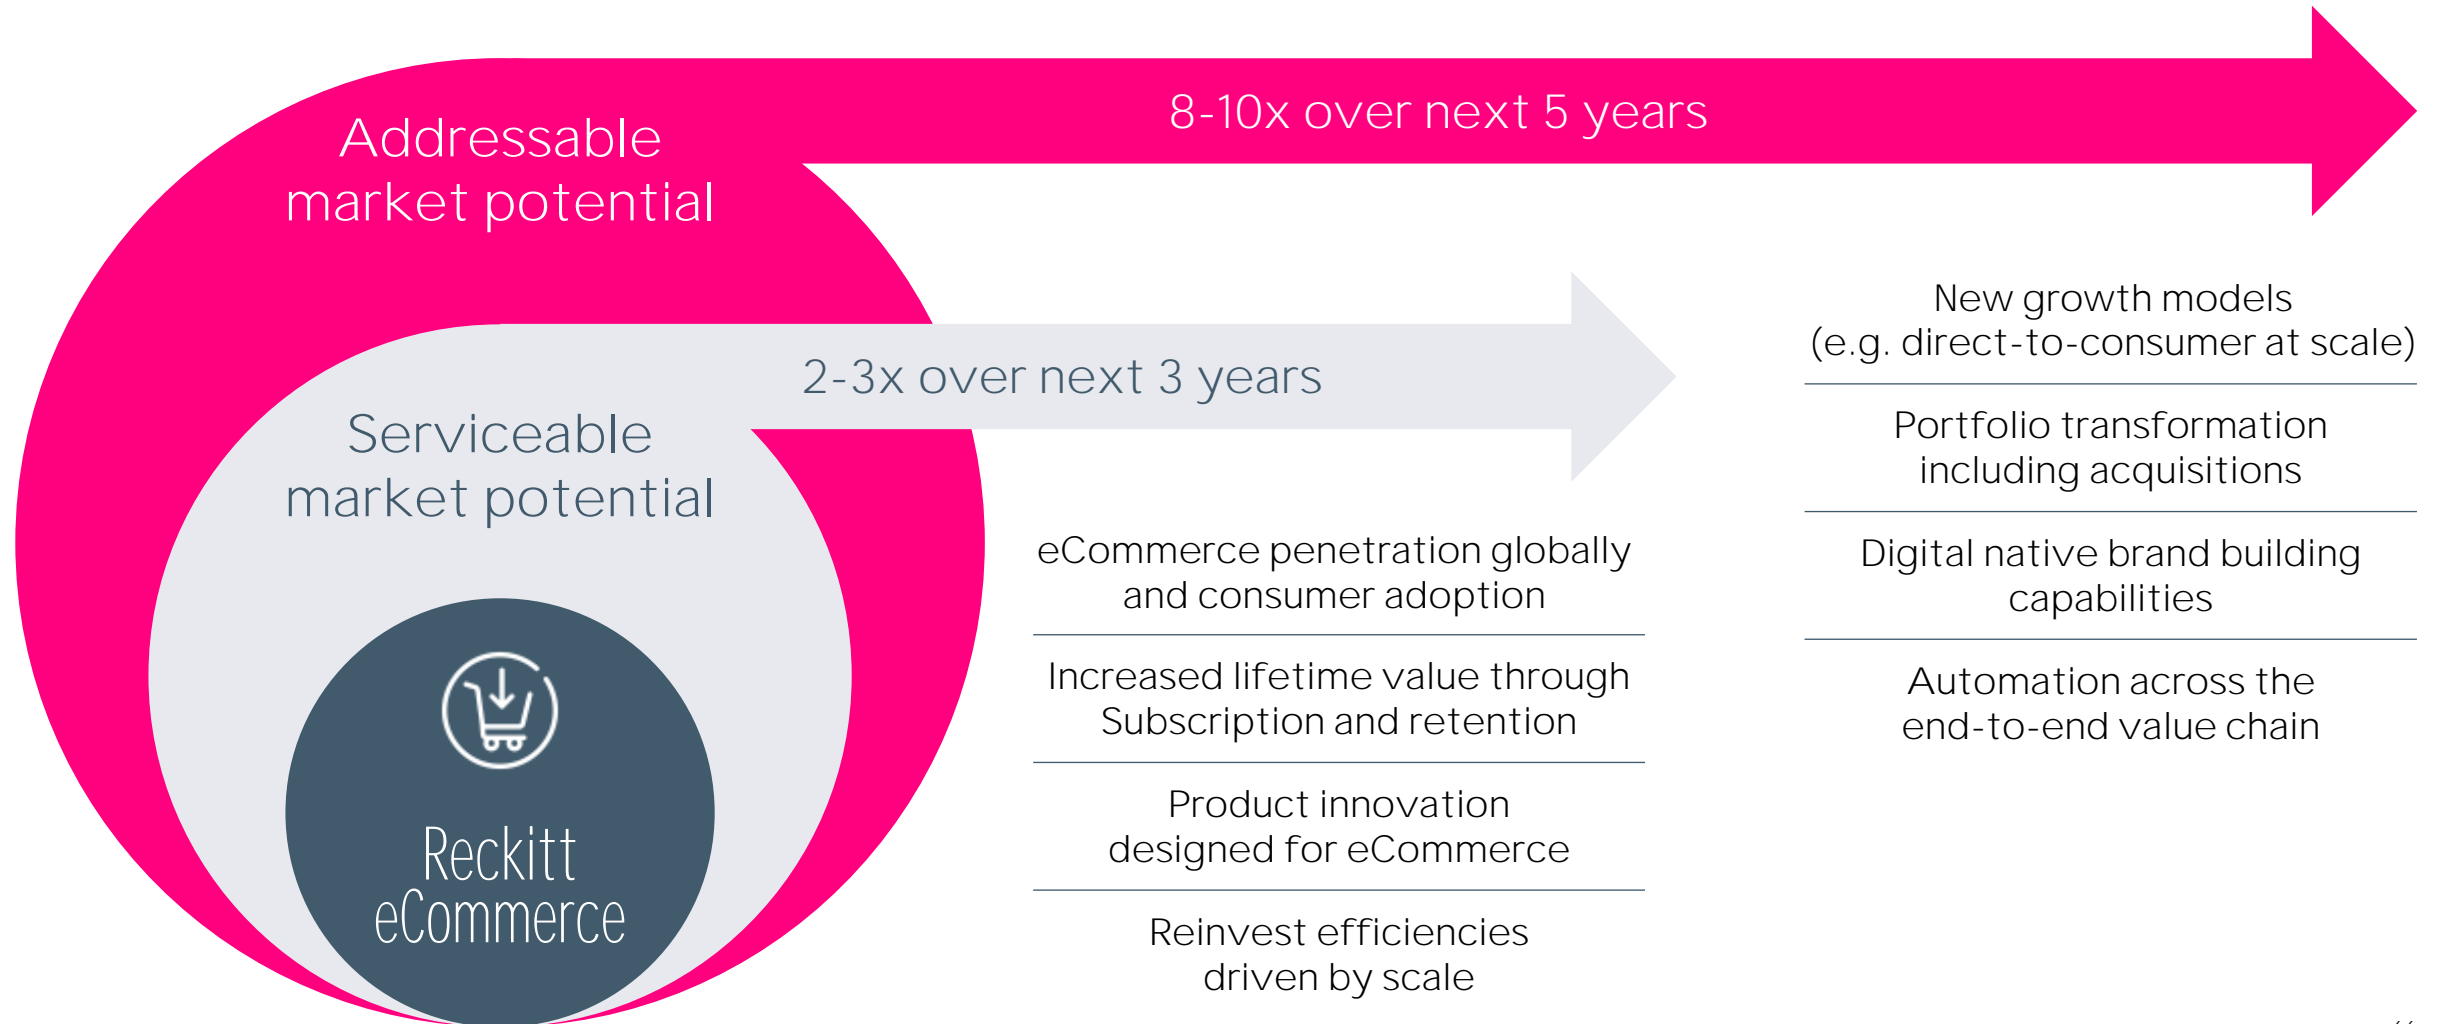 8-10x over next 5 years
Addressable
market potential
2-3x over next 3 years
Serviceable
market potential
Reckitt
eCommerce
eCommerce penetration globally
and consumer adoption
Increased lifetime value through
Subscription and retention
Product innovation
designed for eCommerce
Reinvest efficiencies
driven by scale
New growth models
(e.g. direct-to-consumer at scale)
Portfolio transformation
including acquisitions
Digital native brand building
capabilities
Automation across the
end-to-end value chain